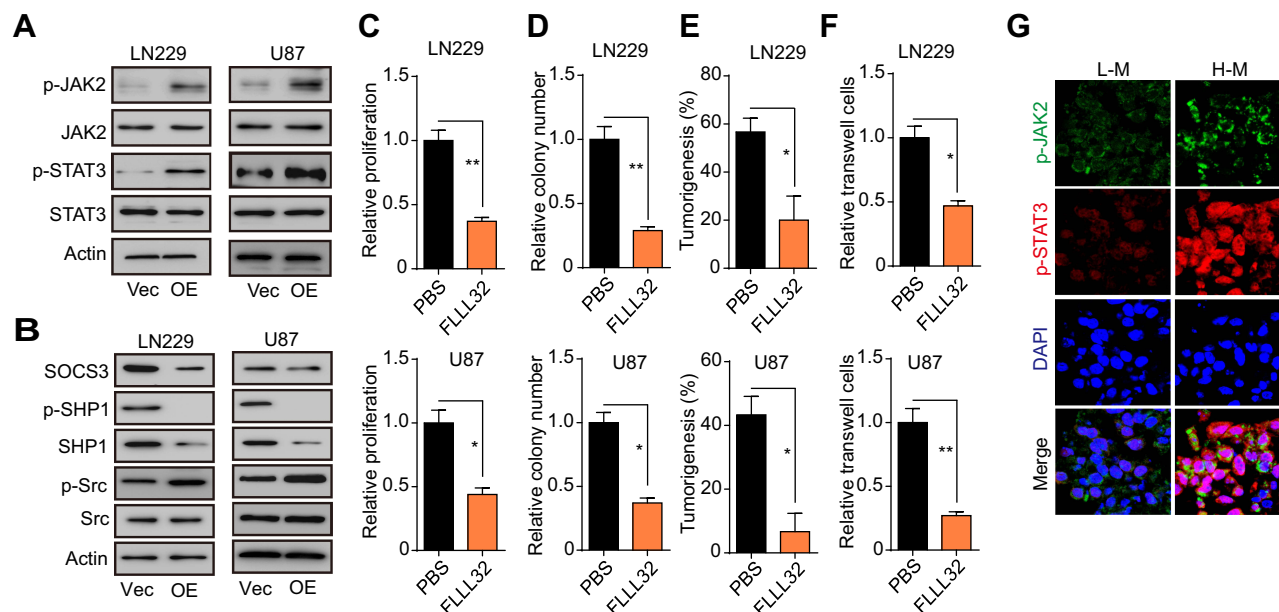 A
LN229 U87
p-JAK2
JAK2
p-STAT3
STAT3
Actin
Vec OE Vec OE
B
LN229 U87
SOCS3
p-SHP1
SHP1
p-Src
Src
Actin
Vec OE Vec OE
C
LN229
Relative proliferation
1.5
1.0
0.5
0
**
PBS
FLLL32
U87
Relative proliferation
1.5
1.0
0.5
0
*
PBS
FLLL32
D
LN229
Relative colony number
1.5
1.0
0.5
0
**
PBS
FLLL32
U87
Relative colony number
1.5
1.0
0.5
0
*
PBS
FLLL32
E
LN229
Tumorigenesis (%)
80
60
40
20
0
*
PBS
FLLL32
U87
Tumorigenesis (%)
60
40
20
0
*
PBS
FLLL32
F
LN229
Relative transwell cells
1.5
1.0
0.5
0
*
PBS
FLLL32
U87
Relative transwell cells
1.5
1.0
0.5
0
**
PBS
FLLL32
G
L-M H-M
p-JAK2
p-STAT3
DAPI
Merge